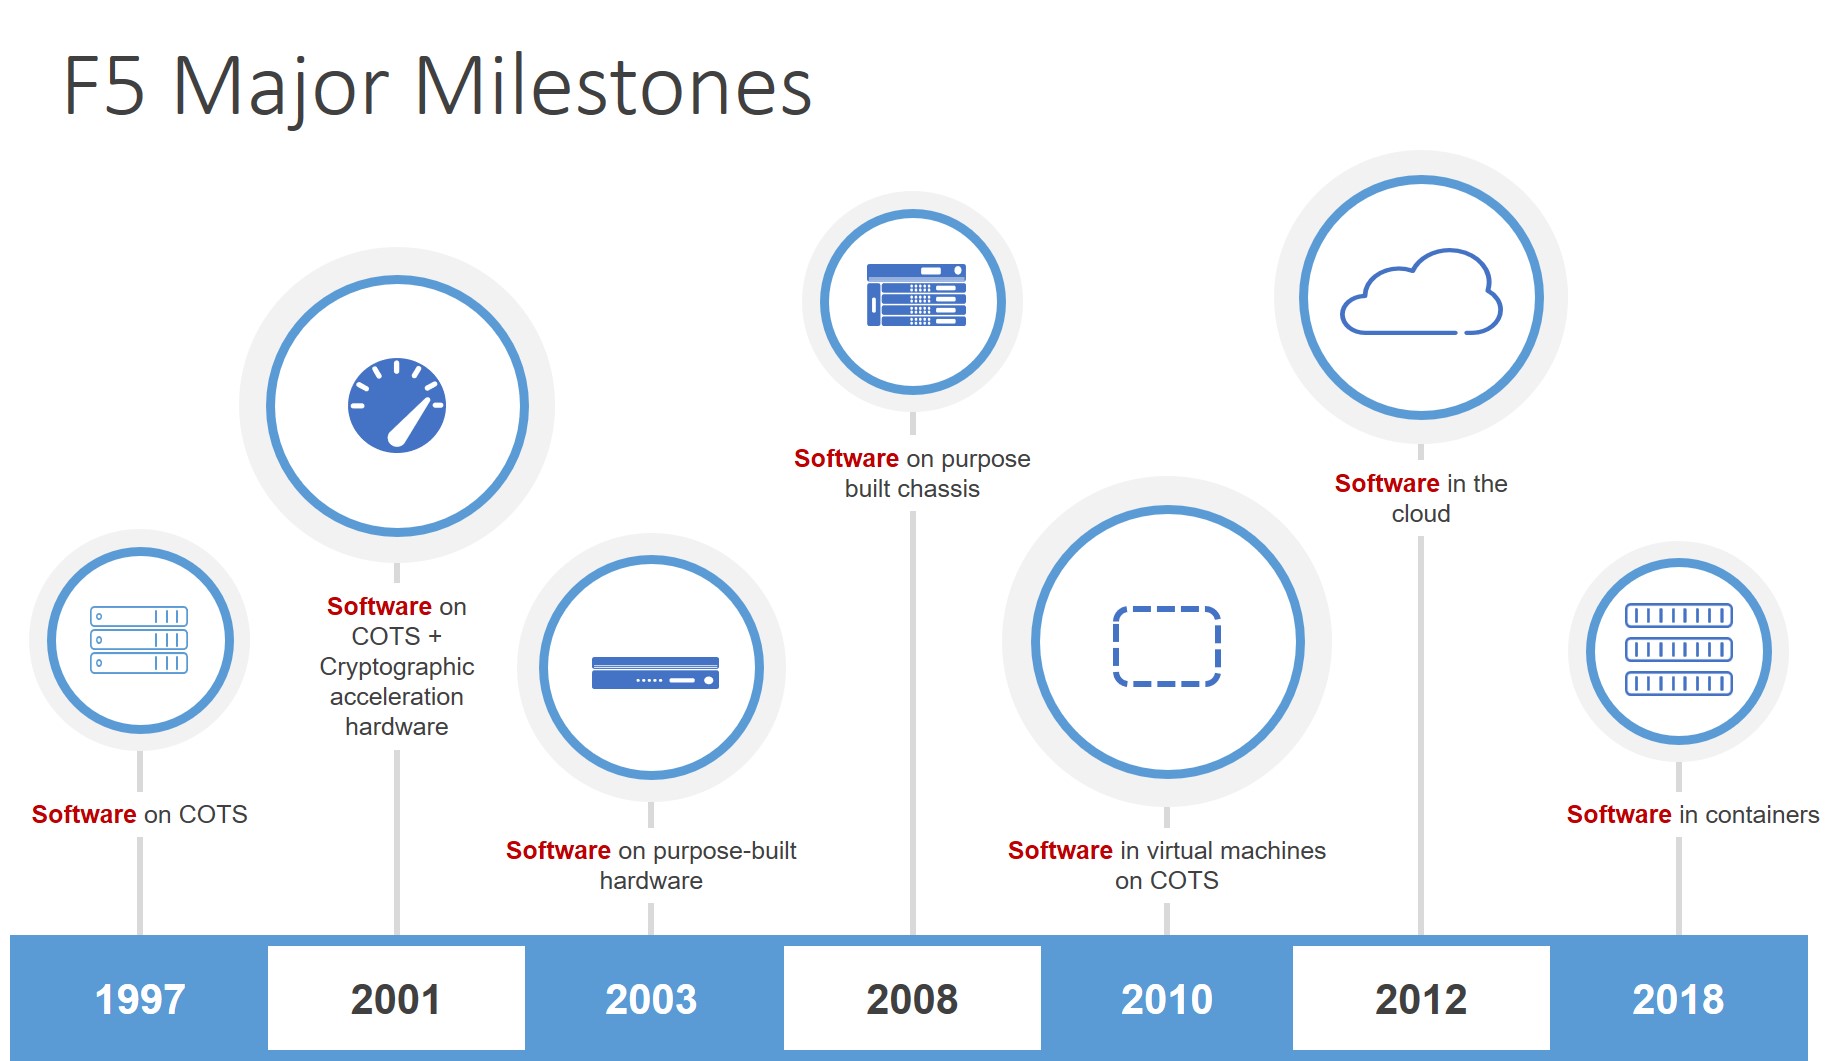 F5 Major Milestones
Software on COTS
Software on
COTS +
Cryptographic
acceleration
hardware
Software on purpose-built
hardware
Software on purpose
built chassis
Software in virtual machines
on COTS
Software in the
cloud
Software in containers
1997
2001
2003
2008
2010
2012
2018